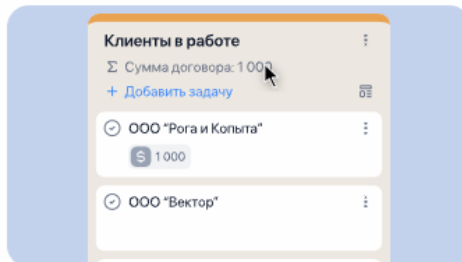 Клиенты в работе
Σ Сумма договора: 1 000
+ Добавить задачу
ООО "Рога и Копыта"
$ 1 000
ООО "Вектор"